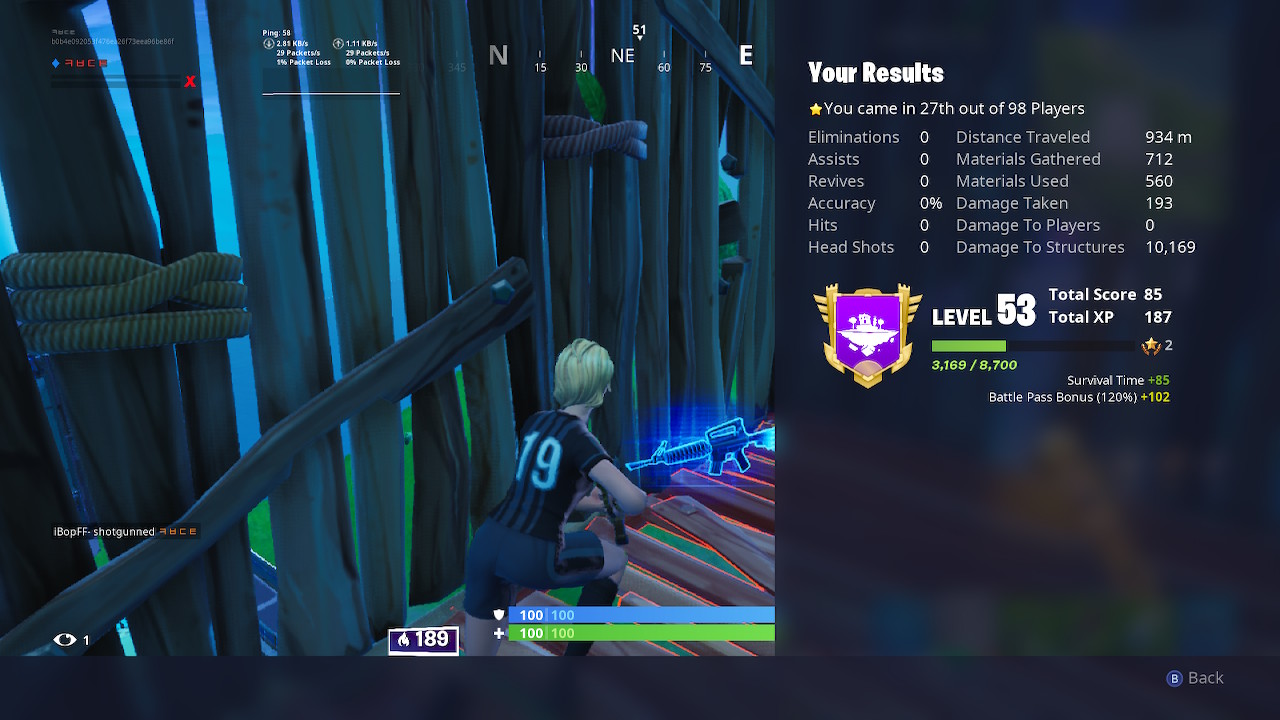 ㅋㅂㄷㅌ
Ping: 58
2.81 KB/s
1.11 KB/s
29 Packets/s
29 Packets/s
1% Packet Loss
0% Packet Loss
ㅋㅂㄷㅌ
X
51
345 N 15 30 NE 60 75 E
19
iBopFF- shotgunned ㅋㅂㄷㅌ
1
189
100 100
100 100
Your Results
You came in 27th out of 98 Players
Eliminations 0 Distance Traveled 934 m
Assists 0 Materials Gathered 712
Revives 0 Materials Used 560
Accuracy 0% Damage Taken 193
Hits 0 Damage To Players 0
Head Shots 0 Damage To Structures 10,169
LEVEL 53
Total Score 85
Total XP 187
2
3,169 / 8,700
Survival Time +85
Battle Pass Bonus (120%) +102
B Back